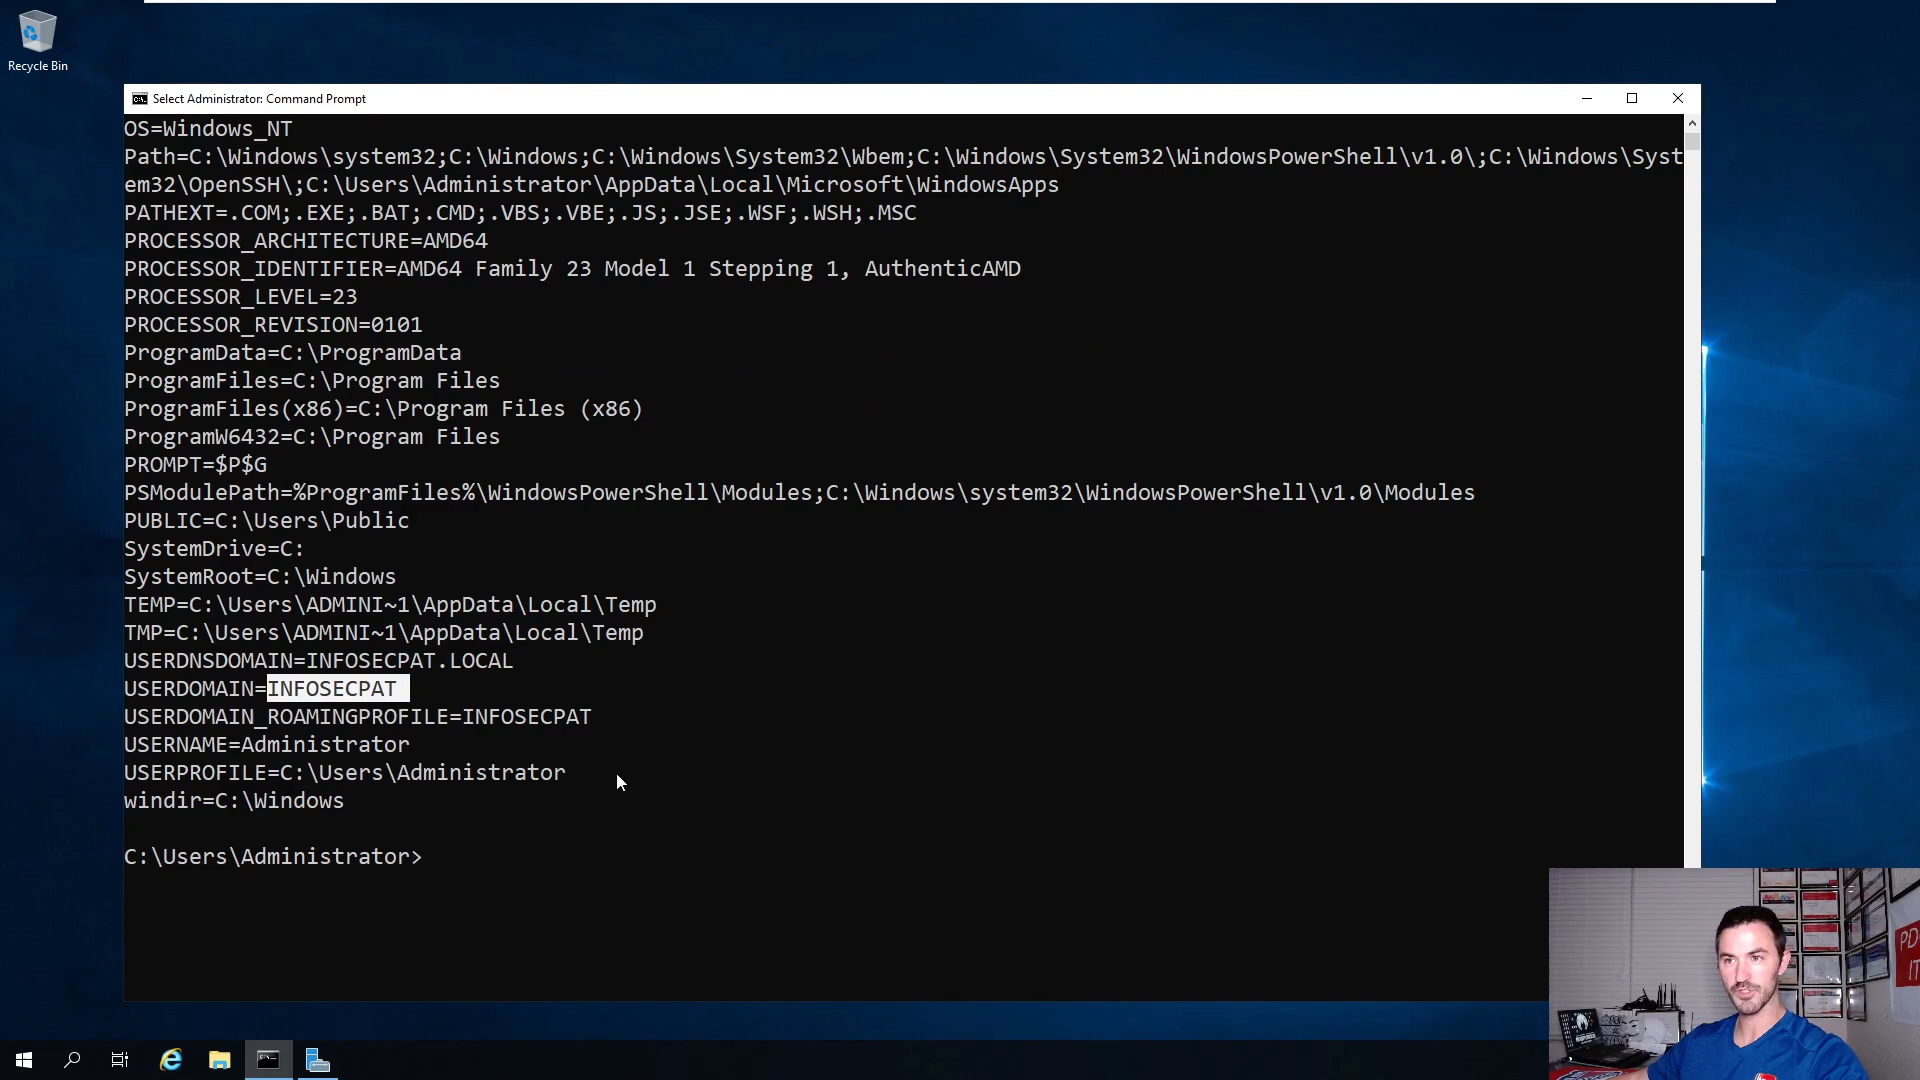 Recycle Bin
Select Administrator: Command Prompt
OS=Windows_NT
Path=C:\Windows\system32;C:\Windows;C:\Windows\System32\Wbem;C:\Windows\System32\WindowsPowerShell\v1.0\;C:\Windows\Syst
em32\OpenSSH\;C:\Users\Administrator\AppData\Local\Microsoft\WindowsApps
PATHEXT=.COM;.EXE;.BAT;.CMD;.VBS;.VBE;.JS;.JSE;.WSF;.WSH;.MSC
PROCESSOR_ARCHITECTURE=AMD64
PROCESSOR_IDENTIFIER=AMD64 Family 23 Model 1 Stepping 1, AuthenticAMD
PROCESSOR_LEVEL=23
PROCESSOR_REVISION=0101
ProgramData=C:\ProgramData
ProgramFiles=C:\Program Files
ProgramFiles(x86)=C:\Program Files (x86)
ProgramW6432=C:\Program Files
PROMPT=$P$G
PSModulePath=%ProgramFiles%\WindowsPowerShell\Modules;C:\Windows\system32\WindowsPowerShell\v1.0\Modules
PUBLIC=C:\Users\Public
SystemDrive=C:
SystemRoot=C:\Windows
TEMP=C:\Users\ADMINI~1\AppData\Local\Temp
TMP=C:\Users\ADMINI~1\AppData\Local\Temp
USERDNSDOMAIN=INFOSECPAT.LOCAL
USERDOMAIN=INFOSECPAT
USERDOMAIN_ROAMINGPROFILE=INFOSECPAT
USERNAME=Administrator
USERPROFILE=C:\Users\Administrator
windir=C:\Windows
C:\Users\Administrator>